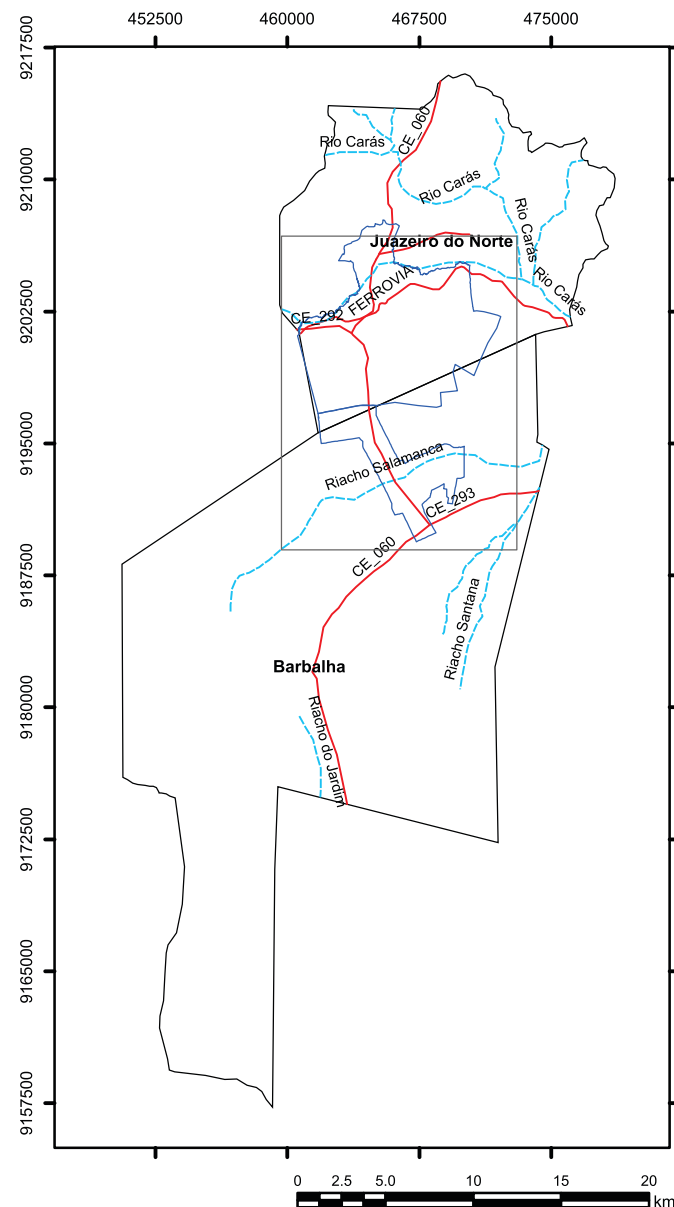 452500 460000 467500 475000
9217500
9210000
9202500
9195000
9187500
9180000
9172500
9165000
9157500
CE_060
Rio Carás
Rio Carás
Rio Carás
Juazeiro do Norte
FERROVIA
Rio Carás
CE_292
Riacho Salamanca
CE_293
CE_060
Riacho Santana
Barbalha
Riacho do Jardim
0 2.5 5.0 10 15 20
km